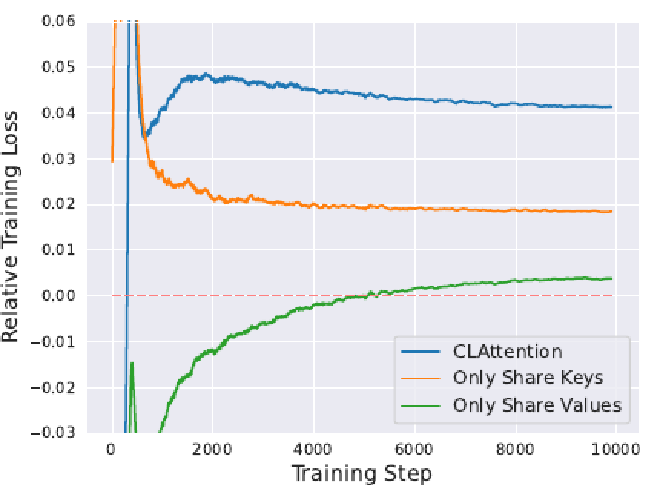 Relative Training Loss
0.06
0.05
0.04
0.03
0.02
0.01
0.00
−0.01
−0.02
−0.03
CLAttention
Only Share Keys
Only Share Values
0 2000 4000 6000 8000 10000
Training Step